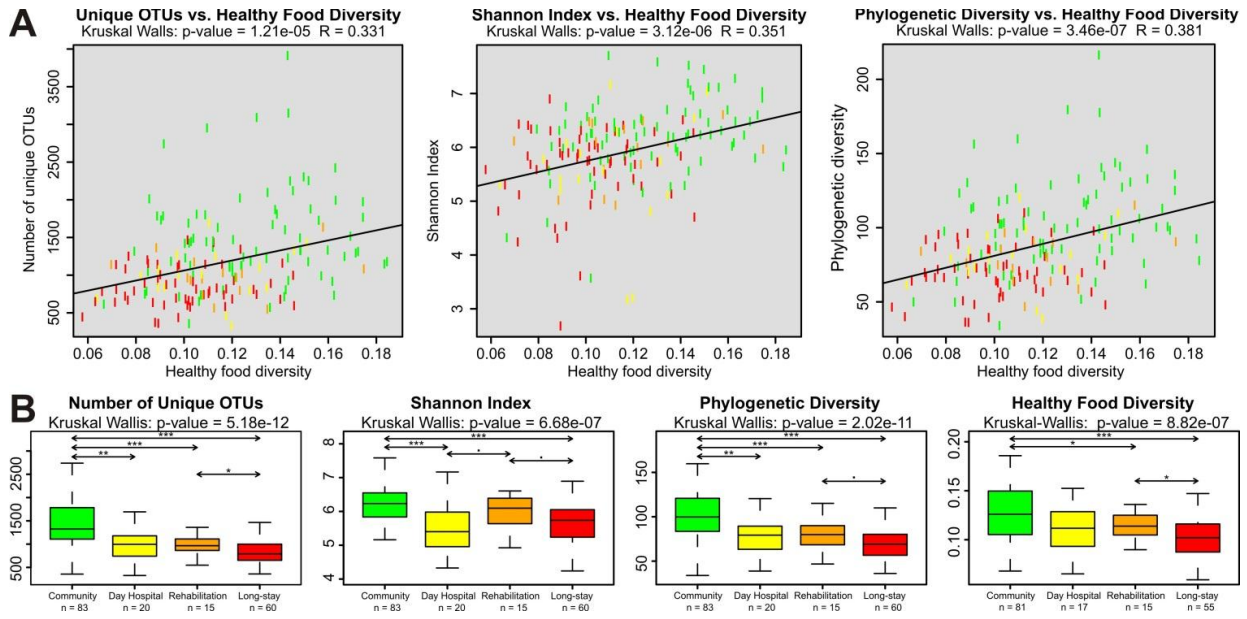 A
Unique OTUs vs. Healthy Food Diversity
Kruskal Walls: p-value = 1.21e-05 R = 0.331
Number of unique OTUs
3500
2500
1500
500
0.06 0.08 0.10 0.12 0.14 0.16 0.18
Healthy food diversity
Shannon Index vs. Healthy Food Diversity
Kruskal Walls: p-value = 3.12e-06 R = 0.351
Shannon Index
7
6
5
4
3
0.06 0.08 0.10 0.12 0.14 0.16 0.18
Healthy food diversity
Phylogenetic Diversity vs. Healthy Food Diversity
Kruskal Walls: p-value = 3.46e-07 R = 0.381
Phylogenetic diversity
200
150
100
50
0.06 0.08 0.10 0.12 0.14 0.16 0.18
Healthy food diversity
B
Number of Unique OTUs
Kruskal Wallis: p-value = 5.18e-12
2500
1500
500
***
***
**
*
Community Day Hospital Rehabilitation Long-stay
n = 83 n = 20 n = 15 n = 60
Shannon Index
Kruskal Wallis: p-value = 6.68e-07
8
7
6
5
4
***
***
.
.
Community Day Hospital Rehabilitation Long-stay
n = 83 n = 20 n = 15 n = 60
Phylogenetic Diversity
Kruskal Wallis: p-value = 2.02e-11
150
100
50
***
***
**
.
Community Day Hospital Rehabilitation Long-stay
n = 83 n = 20 n = 15 n = 60
Healthy Food Diversity
Kruskal-Wallis: p-value = 8.82e-07
0.20
0.15
0.10
***
*
*
Community Day Hospital Rehabilitation Long-stay
n = 81 n = 17 n = 15 n = 55